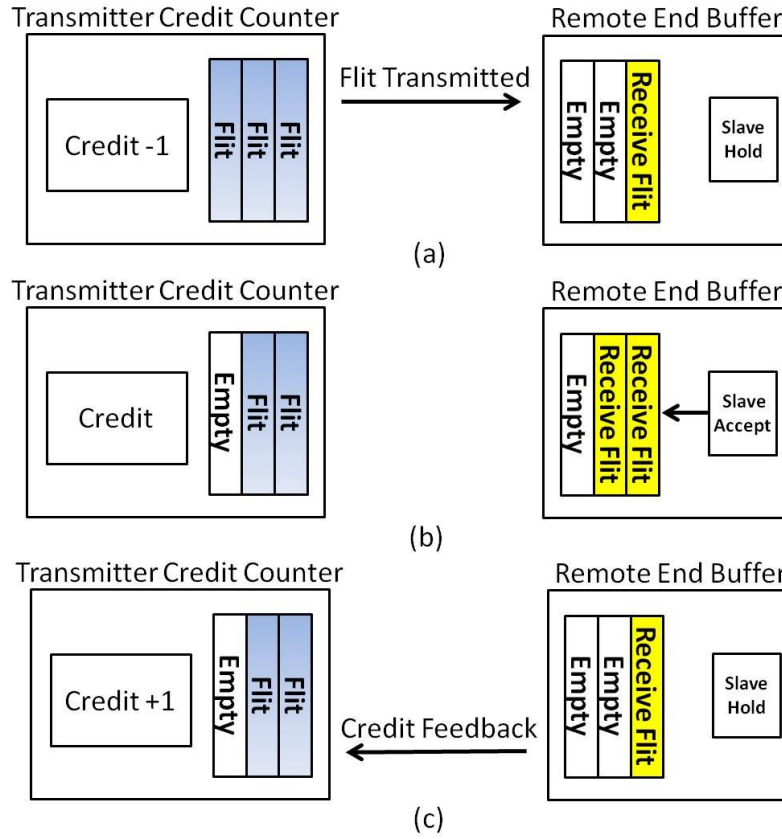 Transmitter Credit Counter
Remote End Buffer
Credit -1
Flit
Flit
Flit
Flit Transmitted
Empty
Empty
Receive Flit
Slave
Hold
(a)
Transmitter Credit Counter
Remote End Buffer
Credit
Empty
Flit
Flit
Empty
Receive Flit
Receive Flit
Slave
Accept
(b)
Transmitter Credit Counter
Remote End Buffer
Credit +1
Empty
Flit
Flit
Credit Feedback
Empty
Empty
Receive Flit
Slave
Hold
(c)